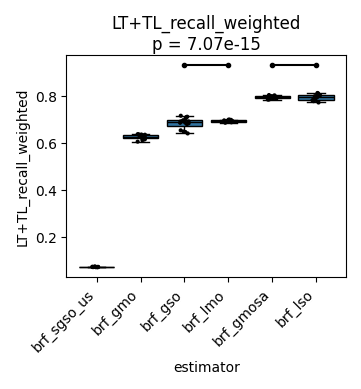 LT+TL_recall_weighted
p = 7.07e-15
LT+TL_recall_weighted
0.8
0.6
0.4
0.2
brf_sgso_us
brf_gmo
brf_gso
brf_lmo
brf_gmosa
brf_lso
estimator